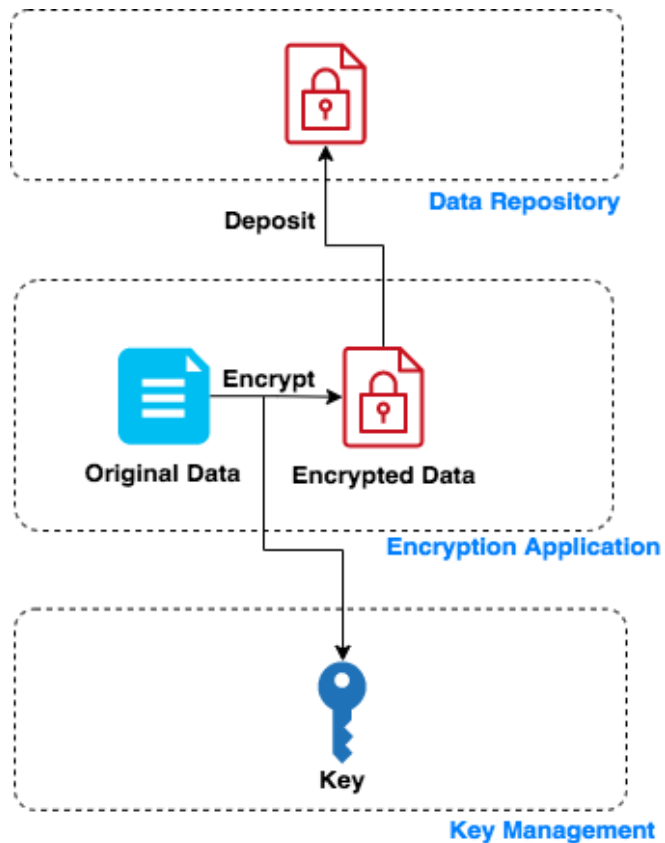 Data Repository
Deposit
Encrypt
Original Data
Encrypted Data
Encryption Application
Key
Key Management